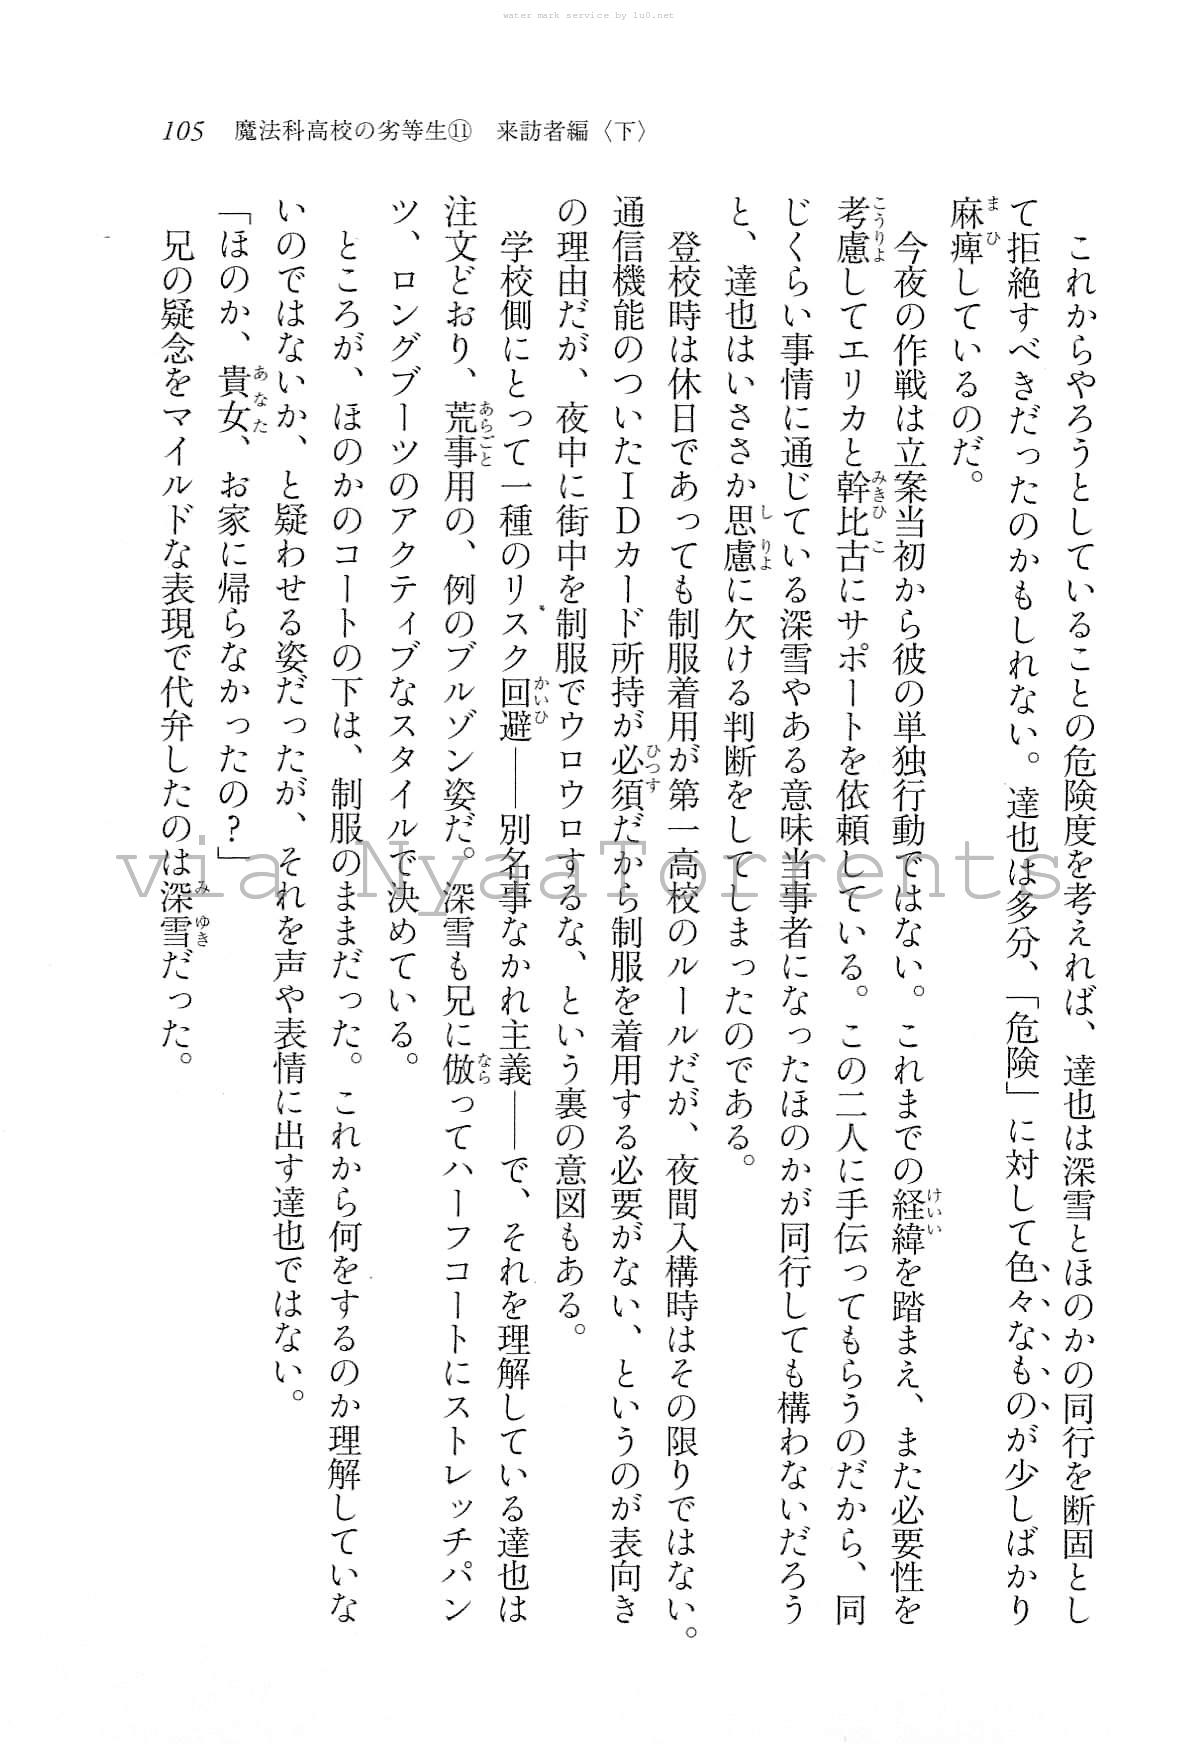 water mark service by lu0.net
105 魔法科高校の劣等生⑪ 来訪者編〈下〉
これからやろうとしていることの危険度を考えれば、達也は深雪とほのかの同行を断固とし
て拒絶すべきだったのかもしれない。達也は多分、「危険」に対して色々なものが少しばかり
麻痺しているのだ。
今夜の作戦は立案当初から彼の単独行動ではない。これまでの経緯を踏まえ、また必要性を
考慮してエリカと幹比古にサポートを依頼している。この二人に手伝ってもらうのだから、同
じくらい事情に通じている深雪やある意味当事者になったほのかが同行しても構わないだろう
と、達也はいささか思慮に欠ける判断をしてしまったのである。
登校時は休日であっても制服着用が第一高校のルールだが、夜間入構時はその限りではない。
通信機能のついたIDカード所持が必須だから制服を着用する必要がない、というのが表向き
の理由だが、夜中に街中を制服でウロウロするな、という裏の意図もある。
学校側にとって一種のリスク回避――別名事なかれ主義――で、それを理解している達也は
注文どおり、荒事用の、例のブルゾン姿だ。深雪も兄に倣ってハーフコートにストレッチパン
ツ、ロングブーツのアクティブなスタイルで決めている。
ところが、ほのかのコートの下は、制服のままだった。これから何をするのか理解していな
いのではないか、と疑わせる姿だったが、それを声や表情に出す達也ではない。
「ほのか、貴女、お家に帰らなかったの?」
兄の疑念をマイルドな表現で代弁したのは深雪だった。
via NyaaTorrents